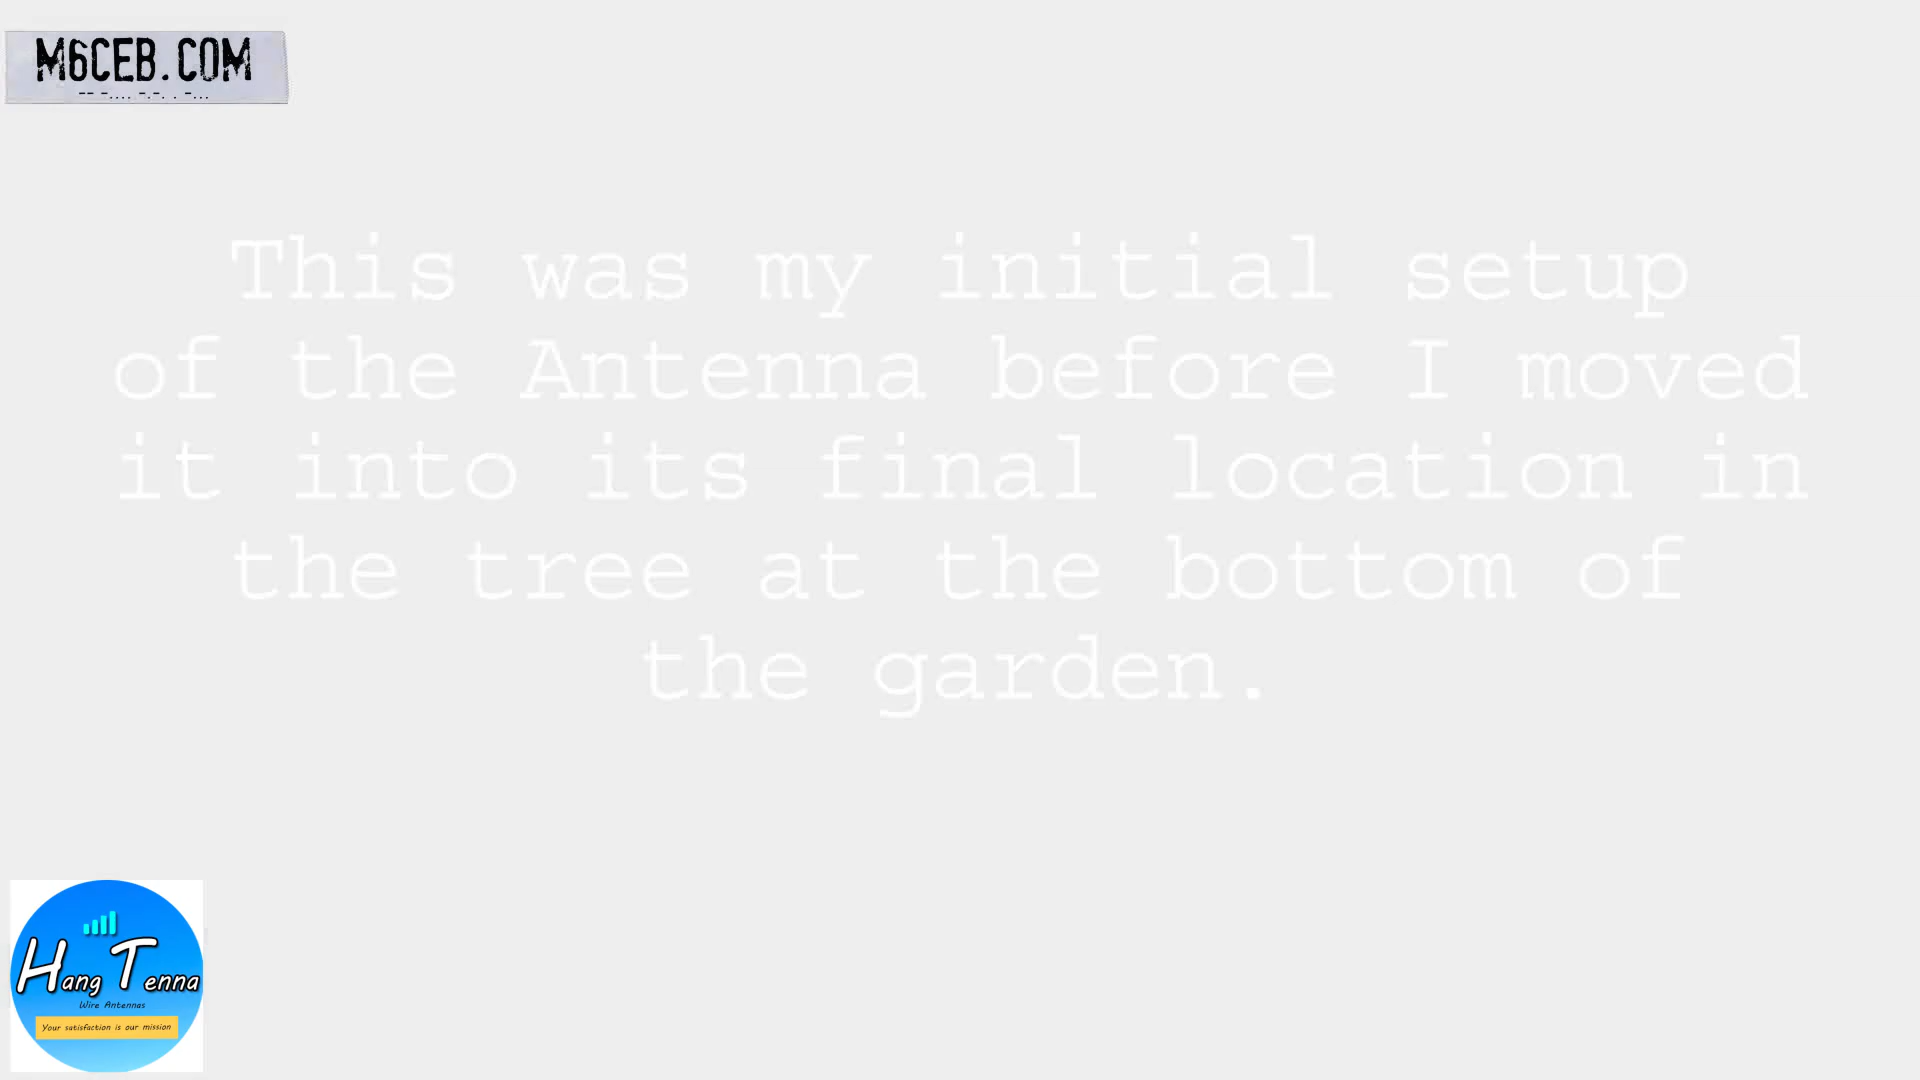 M6CEB.COM
-- -.... -.-. . -...
This was my initial setup
of the Antenna before I moved
it into its final location in
the tree at the bottom of
the garden.
Hang Tenna
Wire Antennas
Your satisfaction is our mission